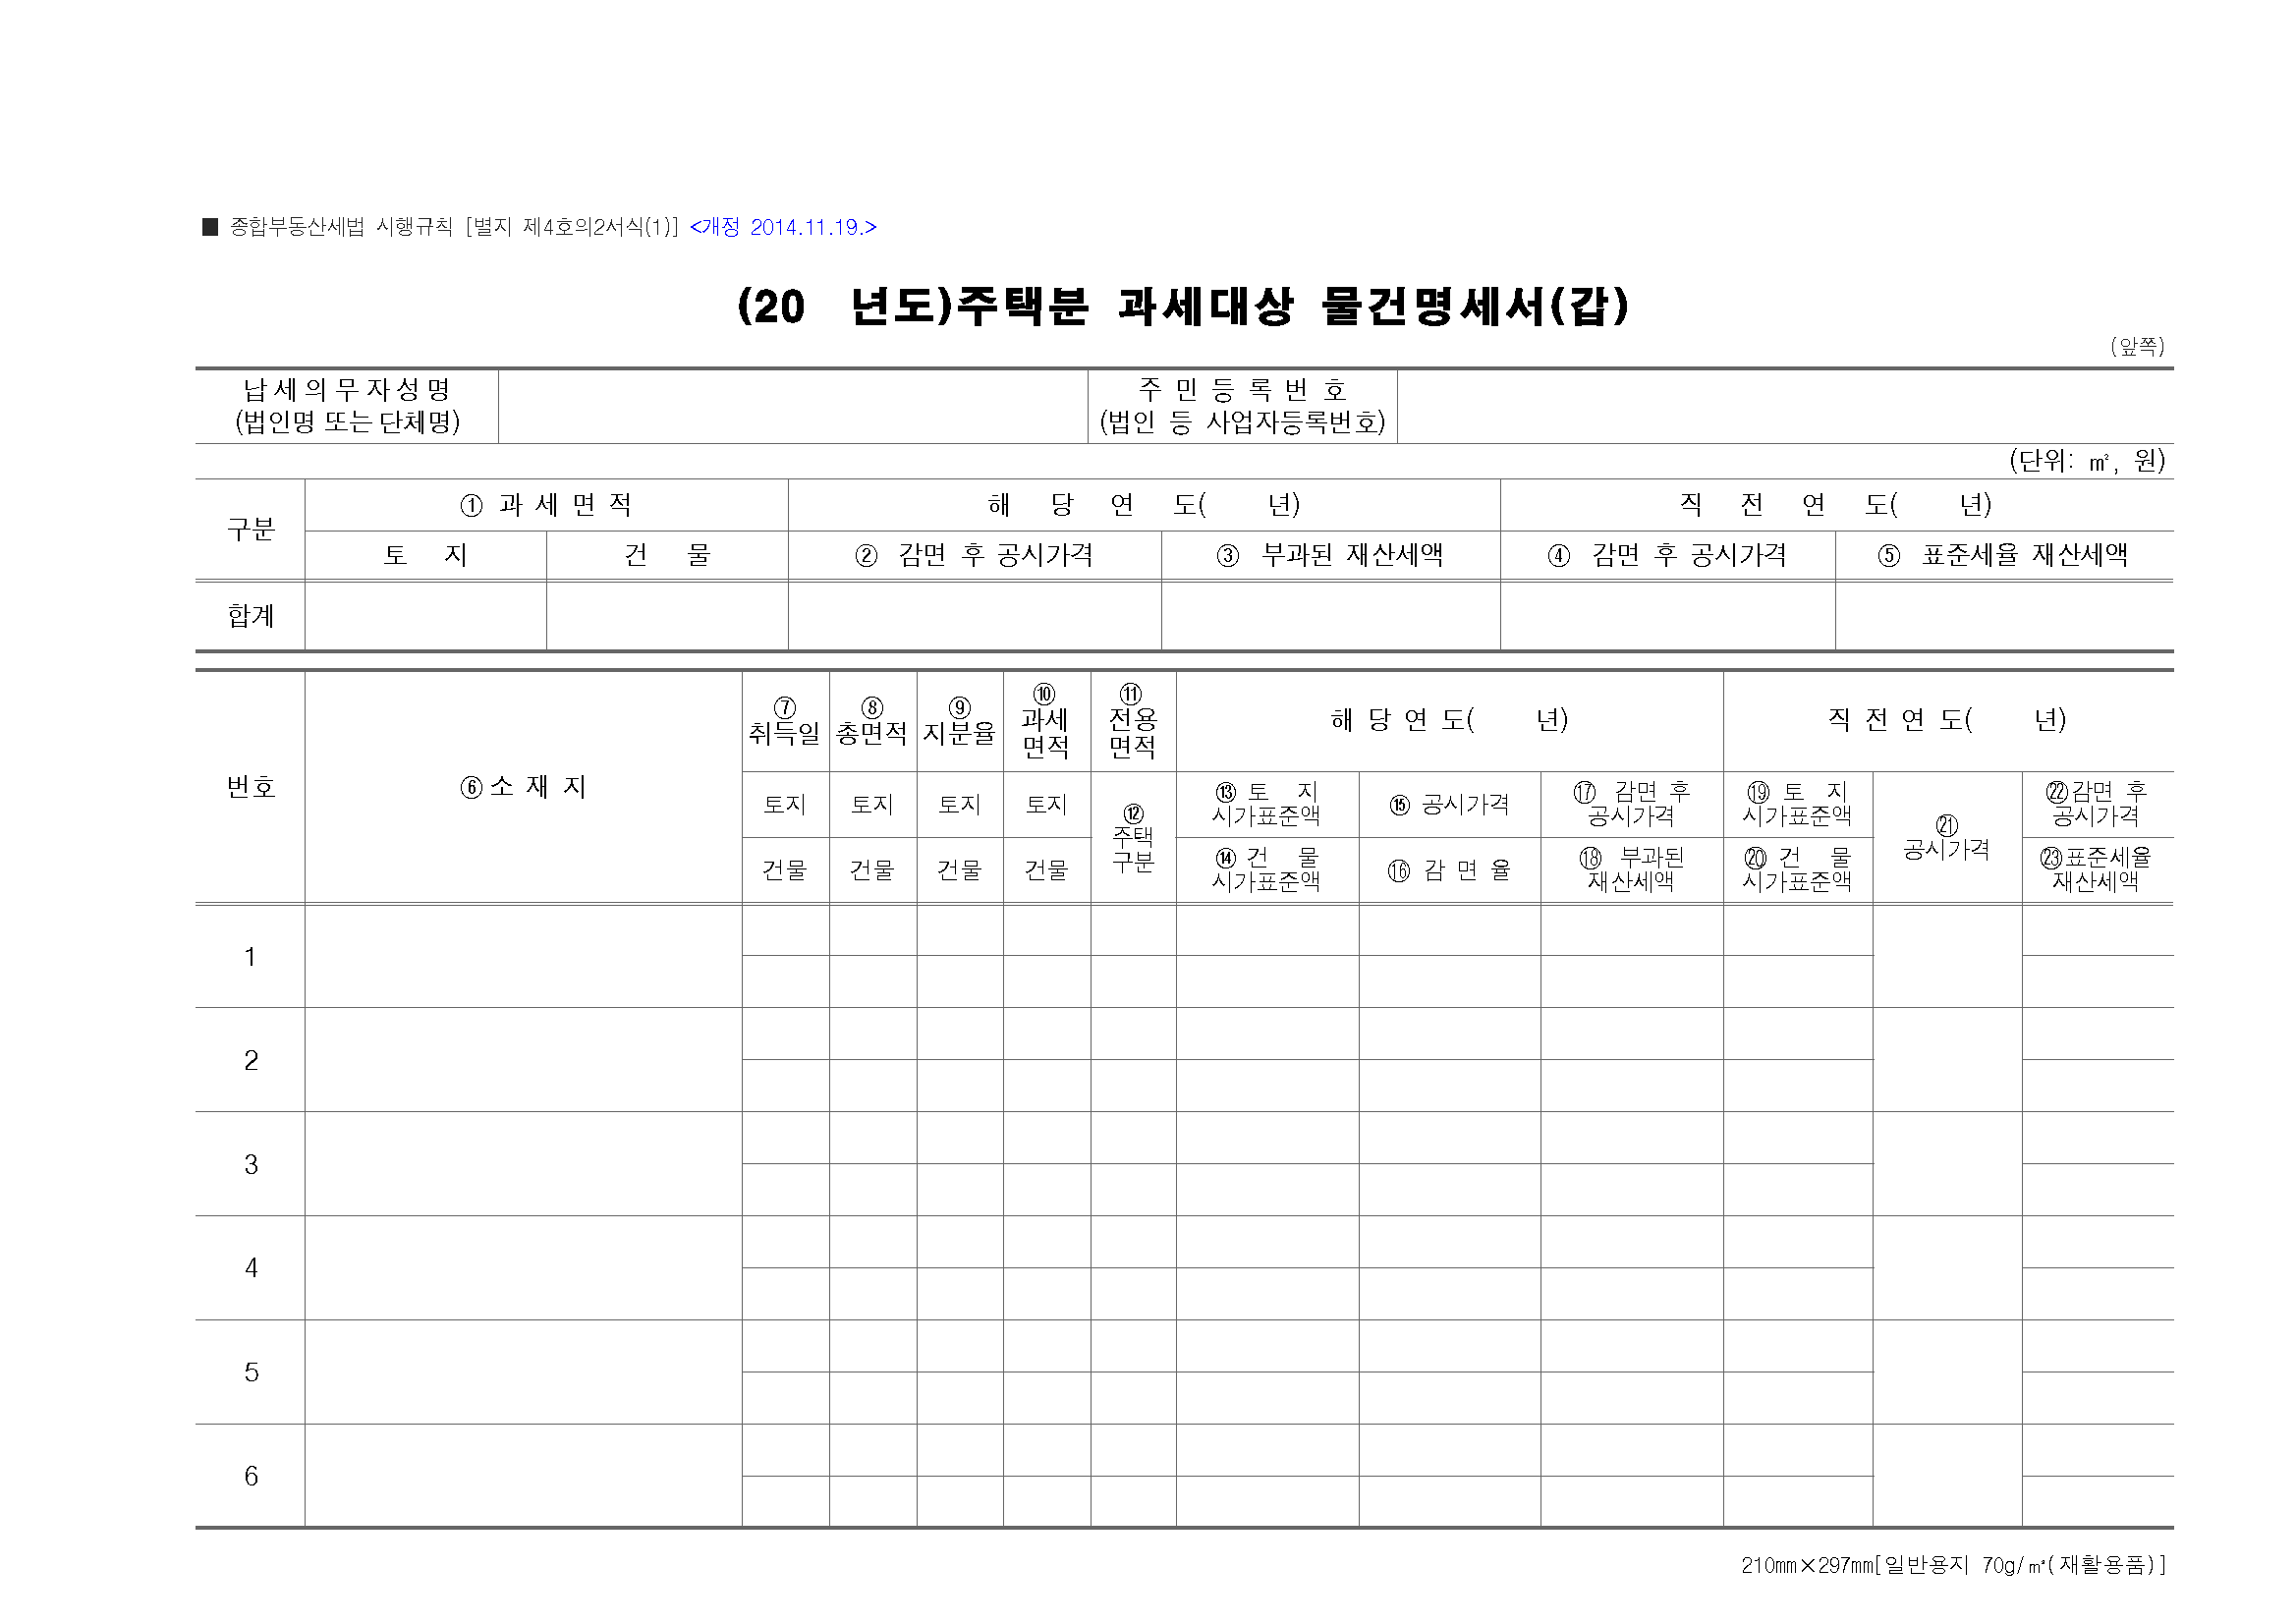 ■ 종합부동산세법 시행규칙 [별지 제4호의2서식(1)] <개정 2014.11.19.>
(20 년도)주택분 과세대상 물건명세서(갑)
(앞쪽)
납세의무자성명 주민등록번호
(법인명 또는 단체명) (법인 등 사업자등록번호)
(단위: ㎡, 원)
구분 ① 과세면적 해당연도( 년) 직전연도( 년)
토지 건물 ② 감면 후 공시가격 ③ 부과된 재산세액 ④ 감면 후 공시가격 ⑤ 표준세율 재산세액
합계
번호 ⑥ 소재지
⑦ 취득일
⑧ 총면적
⑨ 지분율
⑩ 과세
면적
⑪ 전용
면적
해당연도( 년) 직전연도( 년)
토지 토지 토지 토지
건물 건물 건물 건물
⑫
주택
구분
⑬ 토지
시가표준액
⑭ 건물
시가표준액
⑮ 공시가격
⑯ 감면율
⑰ 감면 후
공시가격
⑱ 부과된
재산세액
⑲ 토지
시가표준액
⑳ 건물
시가표준액
㉑
공시가격
㉒감면 후
공시가격
㉓표준세율
재산세액
1
2
3
4
5
6
210㎜×297㎜[일반용지 70g/㎡(재활용품)]